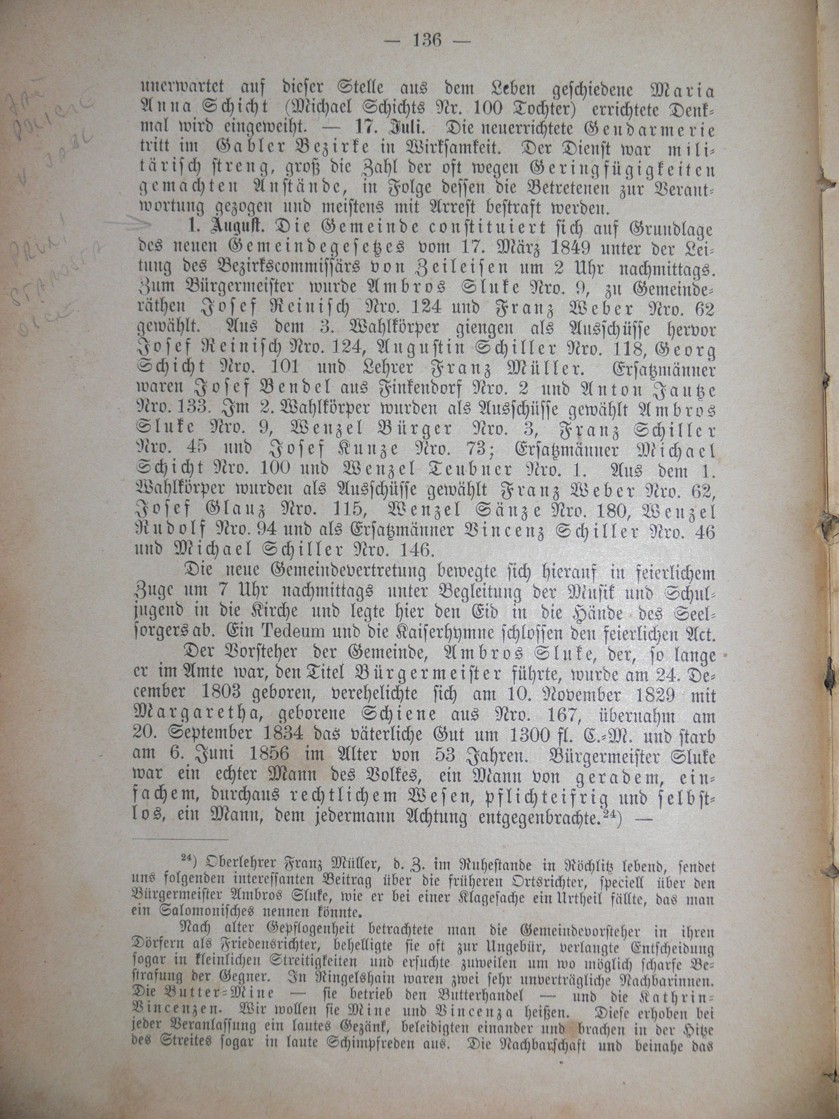 — 136 —
unerwartet auf dieser Stelle aus dem Leben geschiedene Maria
Anna Schicht (Michael Schichts Nr. 100 Tochter) errichtete Denk-
mal wird eingeweiht. — 17. Juli. Die neuerrichtete Gendarmerie
tritt im Gabler Bezirke in Wirksamkeit. Der Dienst war mili-
tärisch streng, groß die Zahl der oft wegen Geringfügigkeiten
gemachten Anstände, in Folge dessen die Betretenen zur Verant-
wortung gezogen und meistens mit Arrest bestraft werden.
1. August. Die Gemeinde constituiert sich auf Grundlage
des neuen Gemeindegesetzes vom 17. März 1849 unter der Lei-
tung des Bezirkscommissärs von Zeileisen um 2 Uhr nachmittags.
Zum Bürgermeister wurde Ambros Sluke Nro. 9, zu Gemeinde-
räthen Josef Reinisch Nro. 124 und Franz Weber Nro. 62
gewählt. Aus dem 3. Wahlkörper giengen als Ausschüsse hervor
Josef Reinisch Nro. 124, Augustin Schiller Nro. 118, Georg
Schicht Nro. 101 und Lehrer Franz Müller. Ersatzmänner
waren Josef Bendel aus Finkendorf Nro. 2 und Anton Jautze
Nro. 133. Im 2. Wahlkörper wurden als Ausschüsse gewählt Ambros
Sluke Nro. 9, Wenzel Bürger Nro. 3, Franz Schiller
Nro. 45 und Josef Kunze Nro. 73; Ersatzmänner Michael
Schicht Nro. 100 und Wenzel Teubner Nro. 1. Aus dem 1.
Wahlkörper wurden als Ausschüsse gewählt Franz Weber Nro. 62,
Josef Glanz Nro. 115, Wenzel Sänze Nro. 180, Wenzel
Rudolf Nro. 94 und als Ersatzmänner Vincenz Schiller Nro. 46
und Michael Schiller Nro. 146.
Die neue Gemeindevertretung bewegte sich hierauf in feierlichem
Zuge um 7 Uhr nachmittags unter Begleitung der Musik und Schul-
jugend in die Kirche und legte hier den Eid in die Hände des Seel-
sorgers ab. Ein Tedeum und die Kaiserhymne schlossen den feierlichen Act.
Der Vorsteher der Gemeinde, Ambros Sluke, der, so lange
er im Amte war, den Titel Bürgermeister führte, wurde am 24. De-
cember 1803 geboren, verehelichte sich am 10. November 1829 mit
Margaretha, geborene Schiene aus Nro. 167, übernahm am
20. September 1834 das väterliche Gut um 1300 fl. C.-M. und starb
am 6. Juni 1856 im Alter von 53 Jahren. Bürgermeister Sluke
war ein echter Mann des Volkes, ein Mann von geradem, ein-
fachem, durchaus rechtlichem Wesen, pflichteifrig und selbst-
los, ein Mann, dem jedermann Achtung entgegenbrachte.²⁴) —
²⁴) Oberlehrer Franz Müller, d. Z. im Ruhestande in Röchlitz lebend, sendet
uns folgenden interessanten Beitrag über die früheren Ortsrichter, speciell über den
Bürgermeister Ambros Sluke, wie er bei einer Klagesache ein Urtheil fällte, das man
ein Salomonisches nennen könnte.
Nach alter Gepflogenheit betrachtete man die Gemeindevorsteher in ihren
Dörfern als Friedensrichter, behelligte sie oft zur Ungebür, verlangte Entscheidung
sogar in kleinlichen Streitigkeiten und ersuchte zuweilen um wo möglich scharfe Be-
strafung der Gegner. In Ringelshain waren zwei sehr unverträgliche Nachbarinnen.
Die Butter-Mine — sie betrieb den Butterhandel — und die Kathrin-
Vincenzen. Wir wollen sie Mine und Vincenza heißen. Diese erhoben bei
jeder Veranlassung ein lautes Gezänk, beleidigten einander und brachen in der Hitze
des Streites sogar in laute Schimpfreden aus. Die Nachbarschaft und beinahe das
PRVNÍ
STAROSTA
OBCE